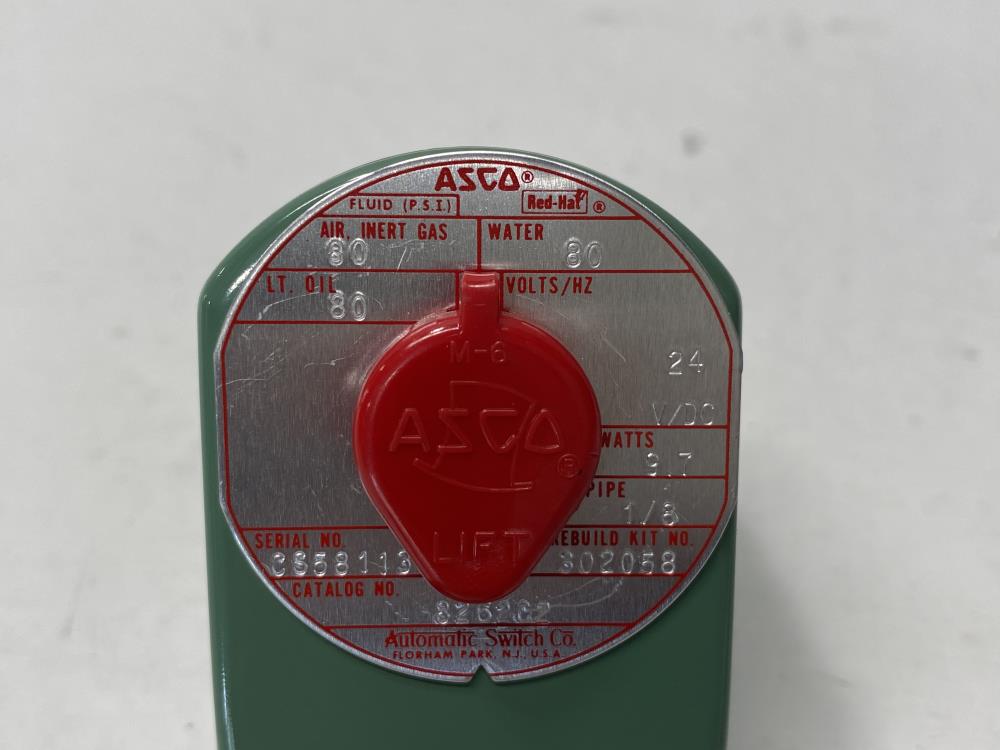 ASCO®
FLUID (P.S.I.) Red-Hat ®
AIR, INERT GAS WATER
80 80
LT. OIL VOLTS/HZ
80
M-6
24
ASCO®
V/DC
WATTS
9.7
PIPE
1/8
SERIAL NO. LIFT REBUILD KIT NO.
302058
CATALOG NO.
Automatic Switch Co.
FLORHAM PARK, N.J., U.S.A.